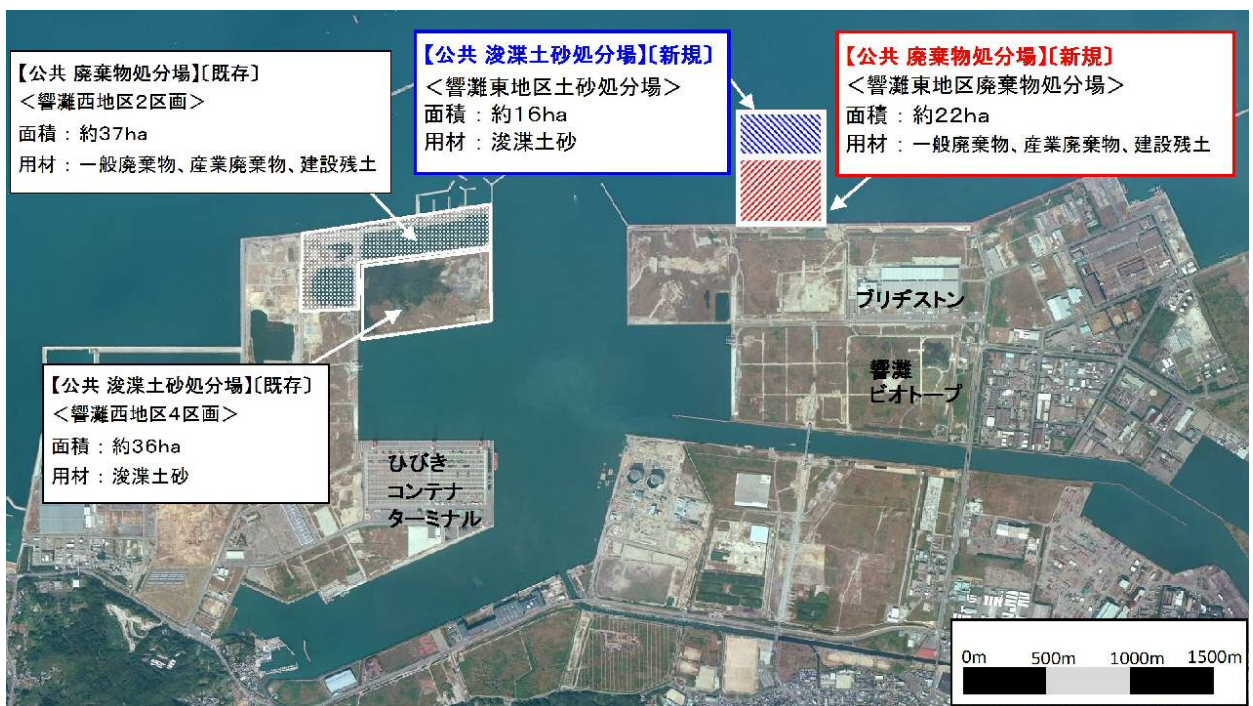 【公共 廃棄物処分場】〔既存〕
＜響灘西地区2区画＞
面積：約37ha
用材：一般廃棄物、産業廃棄物、建設残土
【公共 浚渫土砂処分場】〔新規〕
＜響灘東地区土砂処分場＞
面積：約16ha
用材：浚渫土砂
【公共 廃棄物処分場】〔新規〕
＜響灘東地区廃棄物処分場＞
面積：約22ha
用材：一般廃棄物、産業廃棄物、建設残土
ブリヂストン
響灘
ビオトープ
【公共 浚渫土砂処分場】〔既存〕
＜響灘西地区4区画＞
面積：約36ha
用材：浚渫土砂
ひびき
コンテナ
ターミナル
0m 500m 1000m 1500m